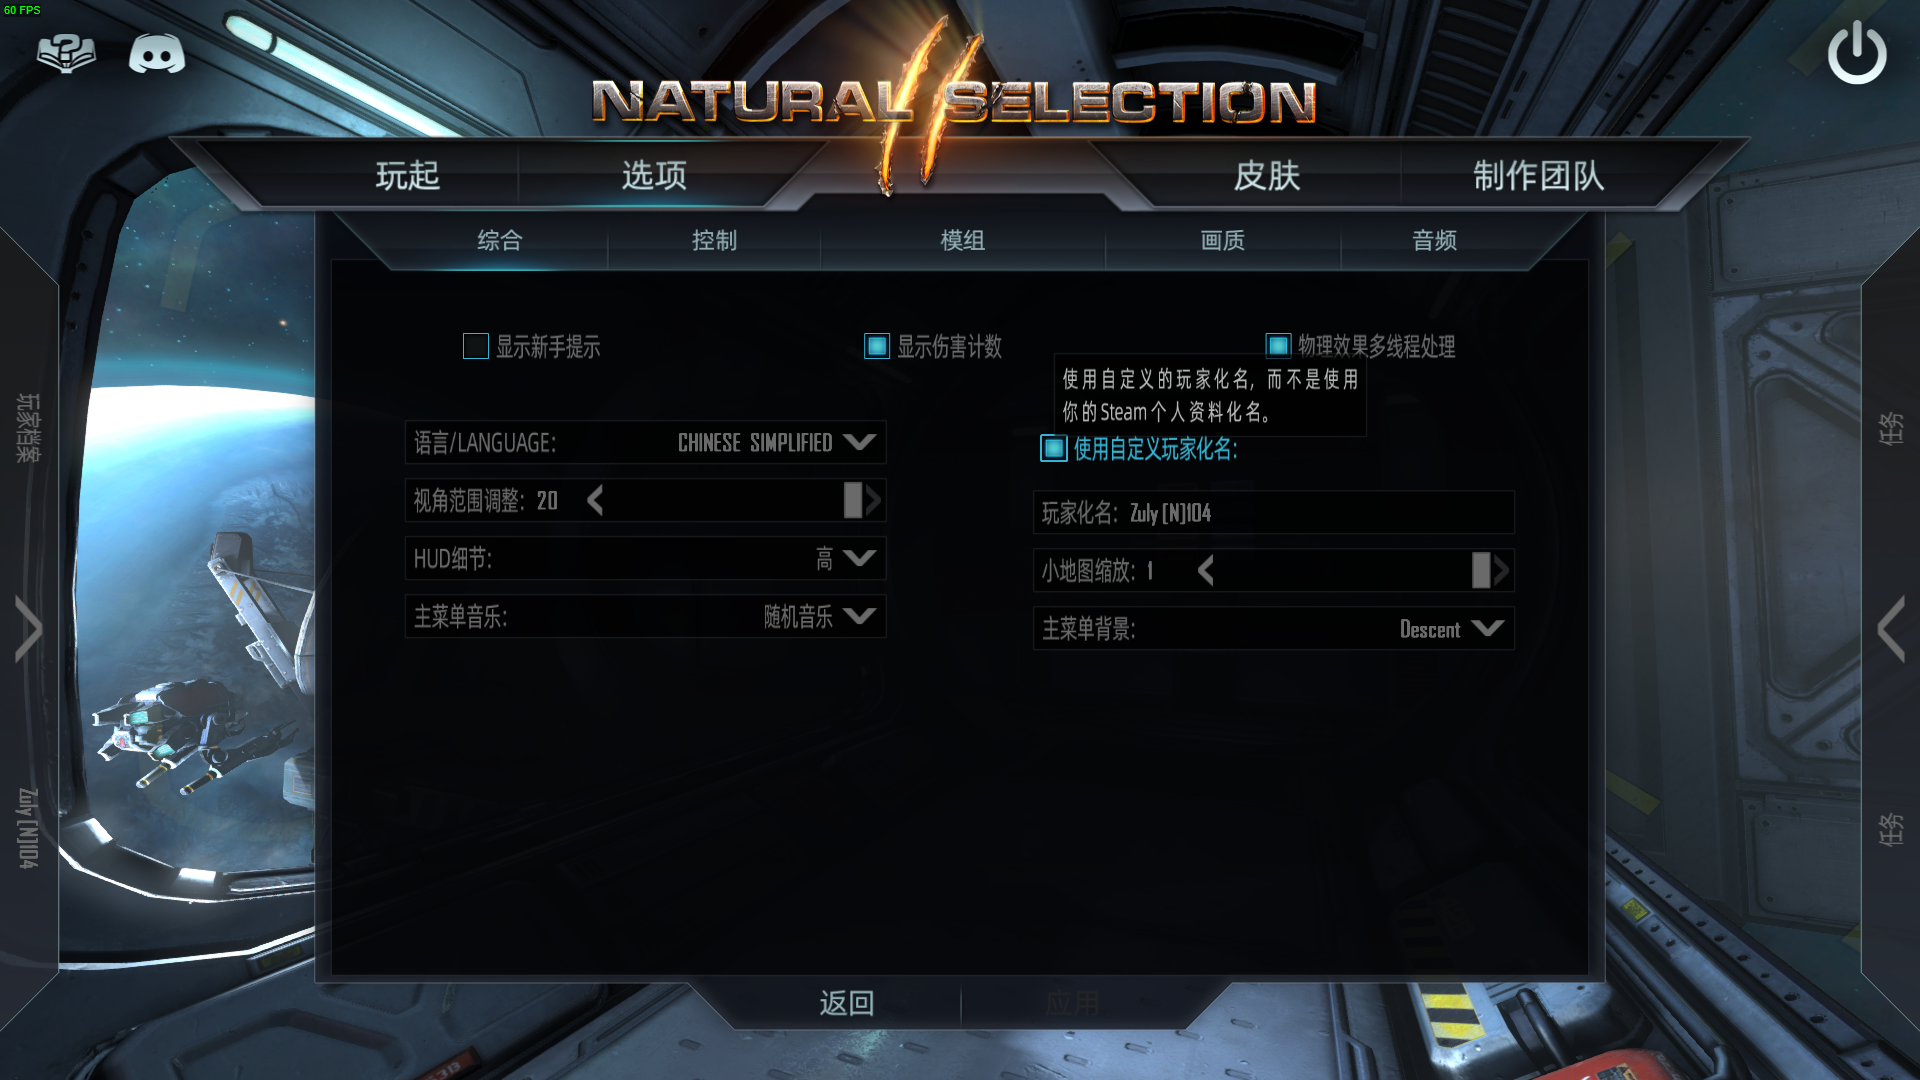 60 FPS
NATURAL SELECTION
玩起
选项
皮肤
制作团队
综合
控制
模组
画质
音频
显示新手提示
显示伤害计数
物理效果多线程处理
使用自定义的玩家化名, 而不是使用
你的Steam个人资料化名。
使用自定义玩家化名:
语言/LANGUAGE: CHINESE SIMPLIFIED
视角范围调整: 20
HUD细节: 高
主菜单音乐: 随机音乐
玩家化名: Zuly [N]104
小地图缩放: 1
主菜单背景: Descent
玩家档案
Zuly [N]104
任务
任务
返回
应用